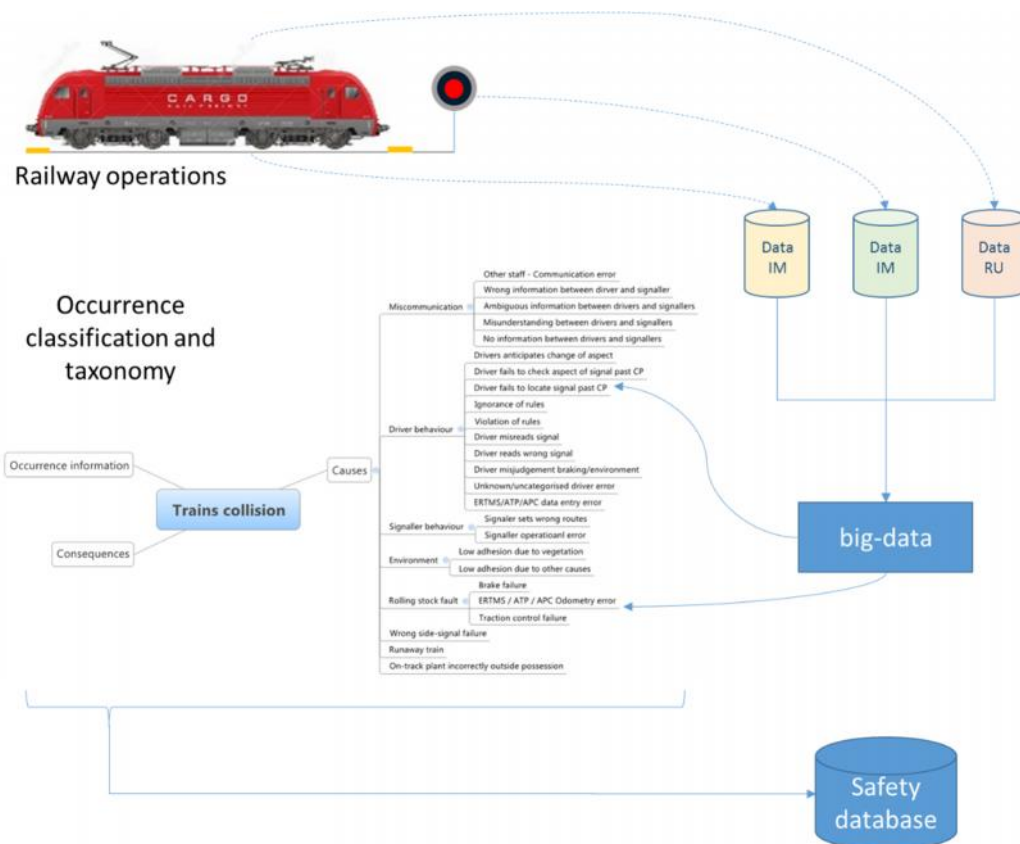 CARGO
RAIL FREIGHT
Railway operations
Data
IM
Data
IM
Data
RU
Occurrence
classification and
taxonomy
Other staff - Communication error
Wrong information between dirver and signaller
Miscommunication
Ambiguous information between drivers and signallers
Misunderstanding between drivers and signallers
No information between drivers and signallers
Drivers anticipates change of aspect
Driver fails to check aspect of signal past CP
Driver fails to locate signal past CP
Ignorance of rules
Violation of rules
Driver behaviour
Driver misreads signal
Driver reads wrong signal
Driver misjudgement braking/environment
Unknown/uncategorised driver error
ERTMS/ATP/APC data entry error
Occurrence information
Causes
Trains collision
Consequences
Signaller behaviour
Signaler sets wrong routes
Signaller operatioanl error
Environment
Low adhesion due to vegetation
Low adhesion due to other causes
Brake failure
Rolling stock fault
ERTMS / ATP / APC Odometry error
Traction control failure
Wrong side-signal failure
Runaway train
On-track plant incorrectly outside possession
big-data
Safety
database